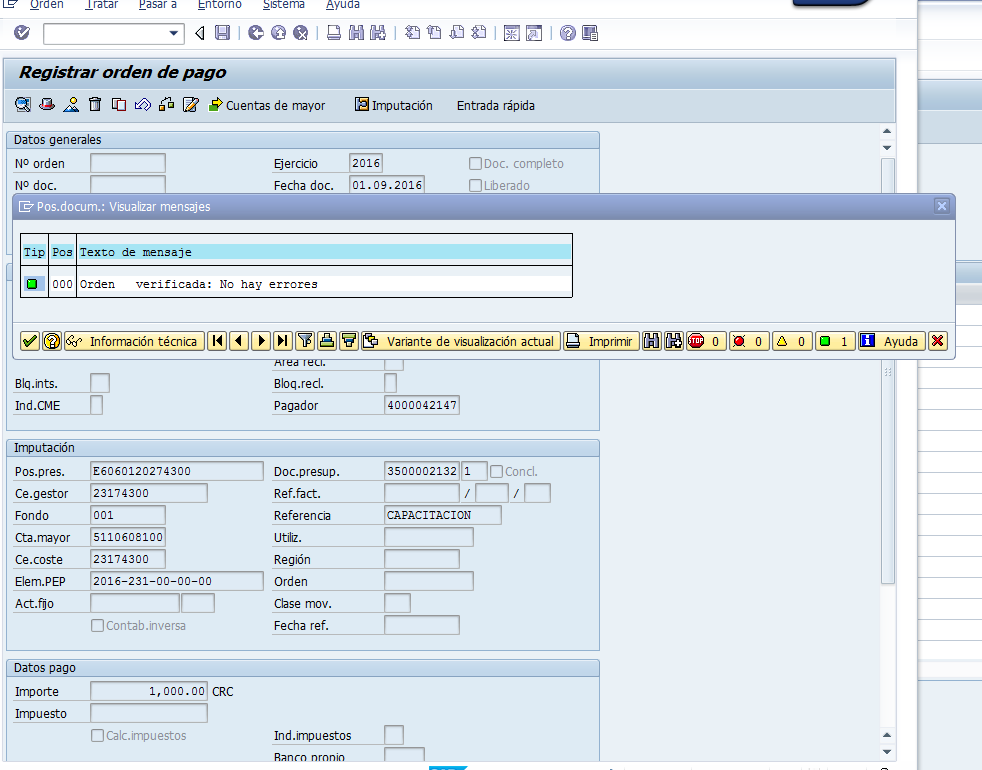 Orden Tratar Pasar a Entorno Sistema Ayuda
Registrar orden de pago
Cuentas de mayor Imputación Entrada rápida
Datos generales
Nº orden Ejercicio 2016 Doc. completo
Nº doc. Fecha doc. 01.09.2016 Liberado
Pos.docum.: Visualizar mensajes
Tip Pos Texto de mensaje
000 Orden verificada: No hay errores
Información técnica Variante de visualización actual Imprimir STOP 0 0 0 1 Ayuda
Área recl.
Blq.ints. Bloq.recl.
Ind.CME Pagador 4000042147
Imputación
Pos.pres. E6060120274300 Doc.presup. 3500002132 1 Concl.
Ce.gestor 23174300 Ref.fact. / /
Fondo 001 Referencia CAPACITACION
Cta.mayor 5110608100 Utiliz.
Ce.coste 23174300 Región
Elem.PEP 2016-231-00-00-00 Orden
Act.fijo Clase mov.
Contab.inversa Fecha ref.
Datos pago
Importe 1,000.00 CRC
Impuesto
Calc.impuestos Ind.impuestos
Banco propio